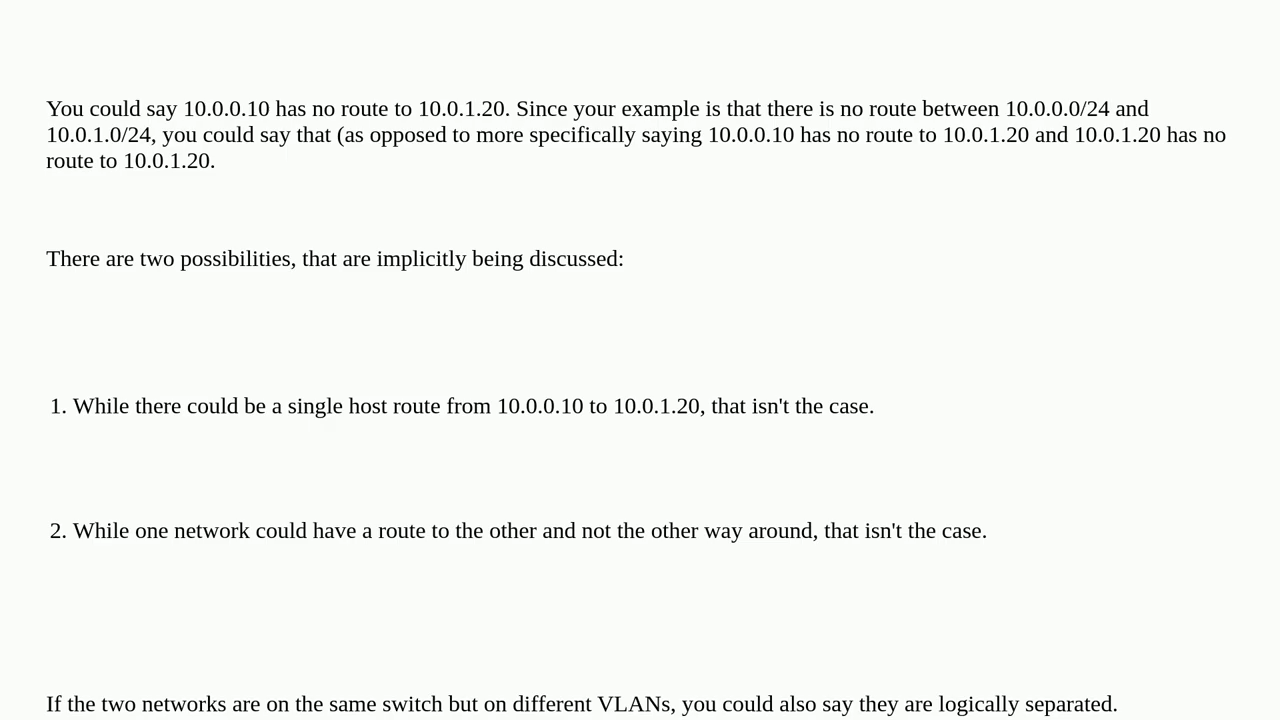 You could say 10.0.0.10 has no route to 10.0.1.20. Since your example is that there is no route between 10.0.0.0/24 and
10.0.1.0/24, you could say that (as opposed to more specifically saying 10.0.0.10 has no route to 10.0.1.20 and 10.0.1.20 has no
route to 10.0.1.20.
There are two possibilities, that are implicitly being discussed:
1. While there could be a single host route from 10.0.0.10 to 10.0.1.20, that isn't the case.
2. While one network could have a route to the other and not the other way around, that isn't the case.
If the two networks are on the same switch but on different VLANs, you could also say they are logically separated.